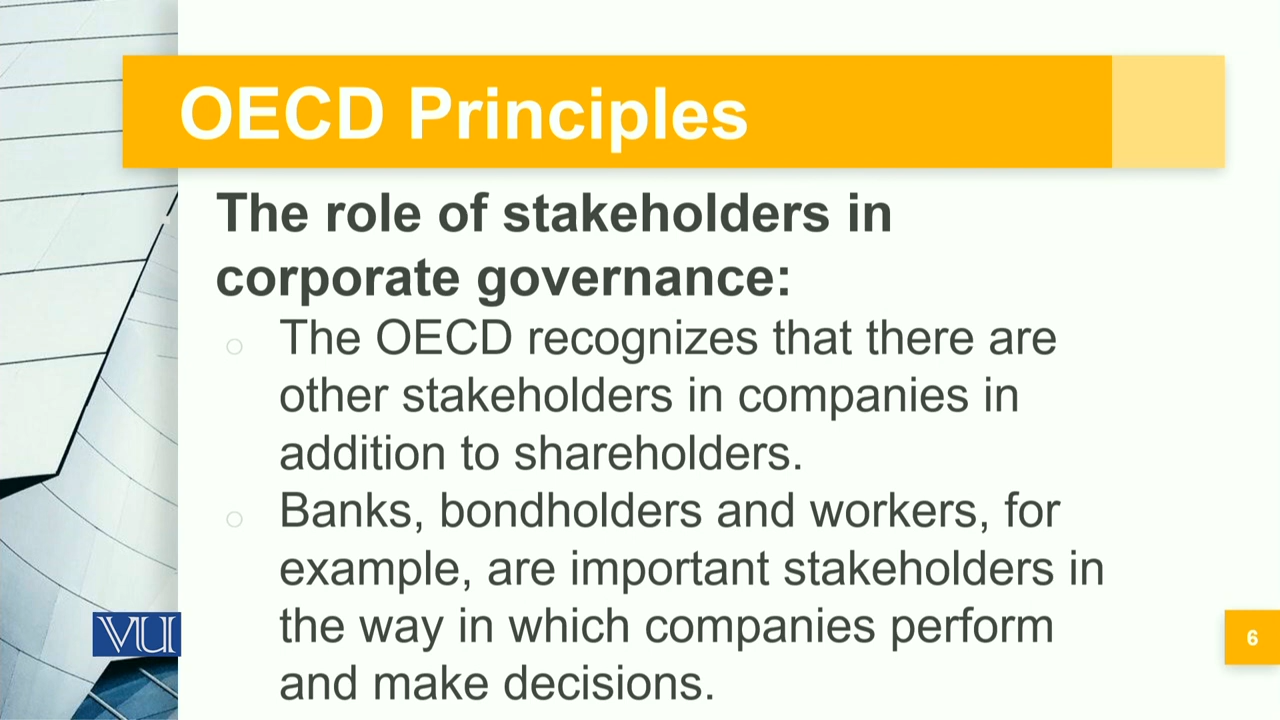 OECD Principles
The role of stakeholders in
corporate governance:
The OECD recognizes that there are
other stakeholders in companies in
addition to shareholders.
Banks, bondholders and workers, for
example, are important stakeholders in
the way in which companies perform
and make decisions.
VU
6